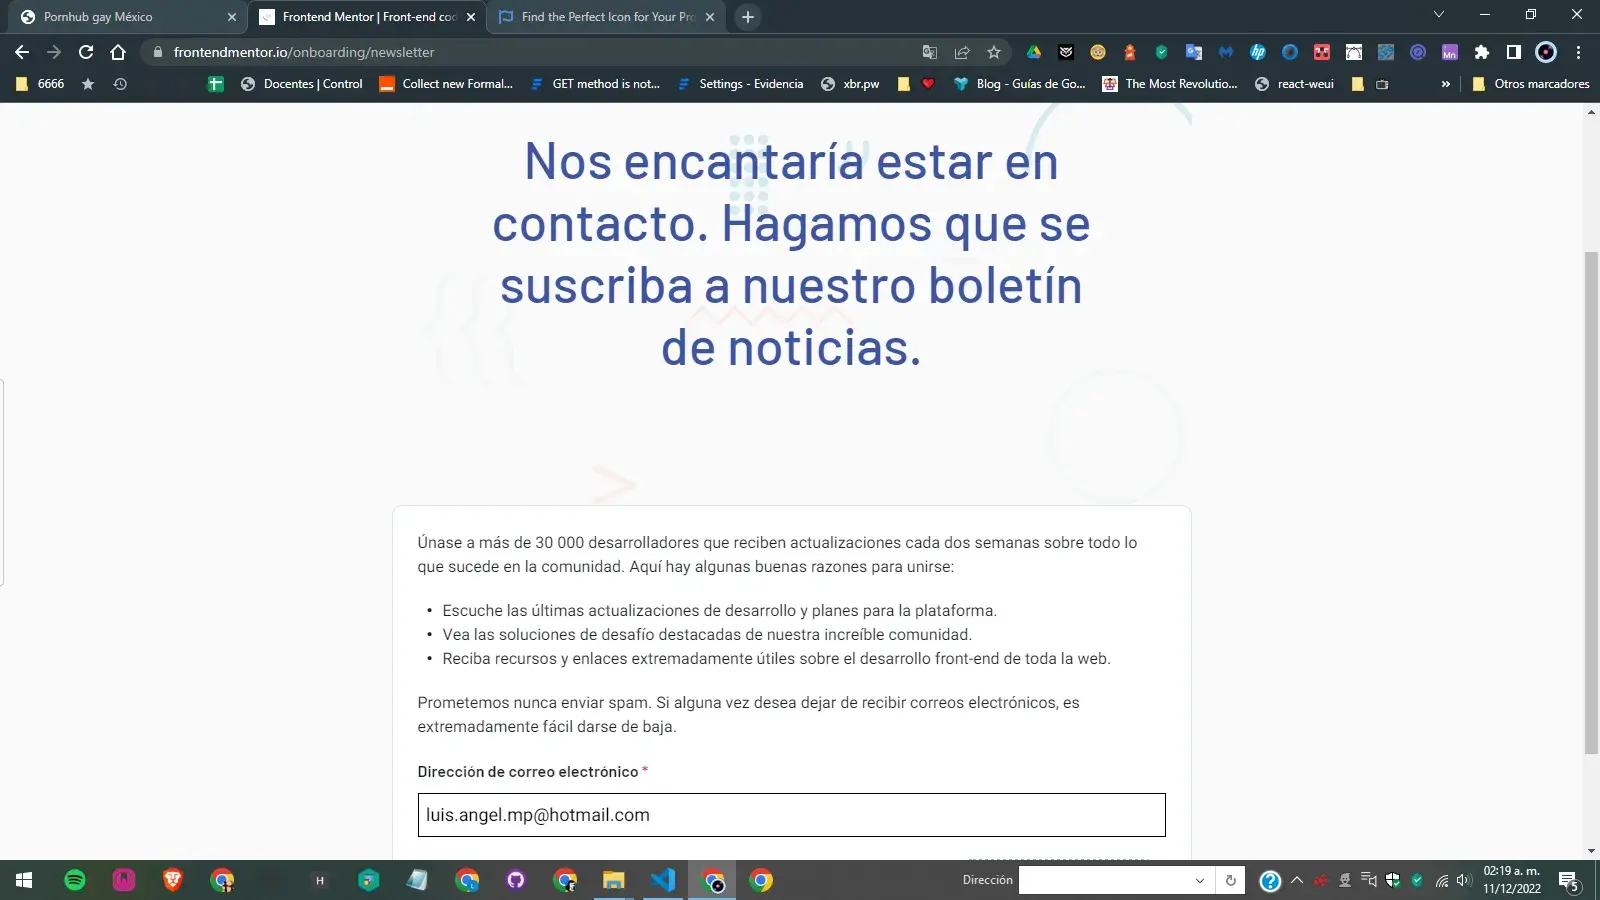 Pornhub gay México
Frontend Mentor | Front-end cod
Find the Perfect Icon for Your Pro
frontendmentor.io/onboarding/newsletter
6666
Docentes | Control
Collect new Formal...
GET method is not...
Settings - Evidencia
xbr.pw
Blog - Guías de Go...
The Most Revolutio...
react-weui
»
Otros marcadores
Nos encantaría estar en
contacto. Hagamos que se
suscriba a nuestro boletín
de noticias.
Únase a más de 30 000 desarrolladores que reciben actualizaciones cada dos semanas sobre todo lo
que sucede en la comunidad. Aquí hay algunas buenas razones para unirse:
• Escuche las últimas actualizaciones de desarrollo y planes para la plataforma.
• Vea las soluciones de desafío destacadas de nuestra increíble comunidad.
• Reciba recursos y enlaces extremadamente útiles sobre el desarrollo front-end de toda la web.
Prometemos nunca enviar spam. Si alguna vez desea dejar de recibir correos electrónicos, es
extremadamente fácil darse de baja.
Dirección de correo electrónico *
luis.angel.mp@hotmail.com
H
Dirección
02:19 a. m.
11/12/2022
5